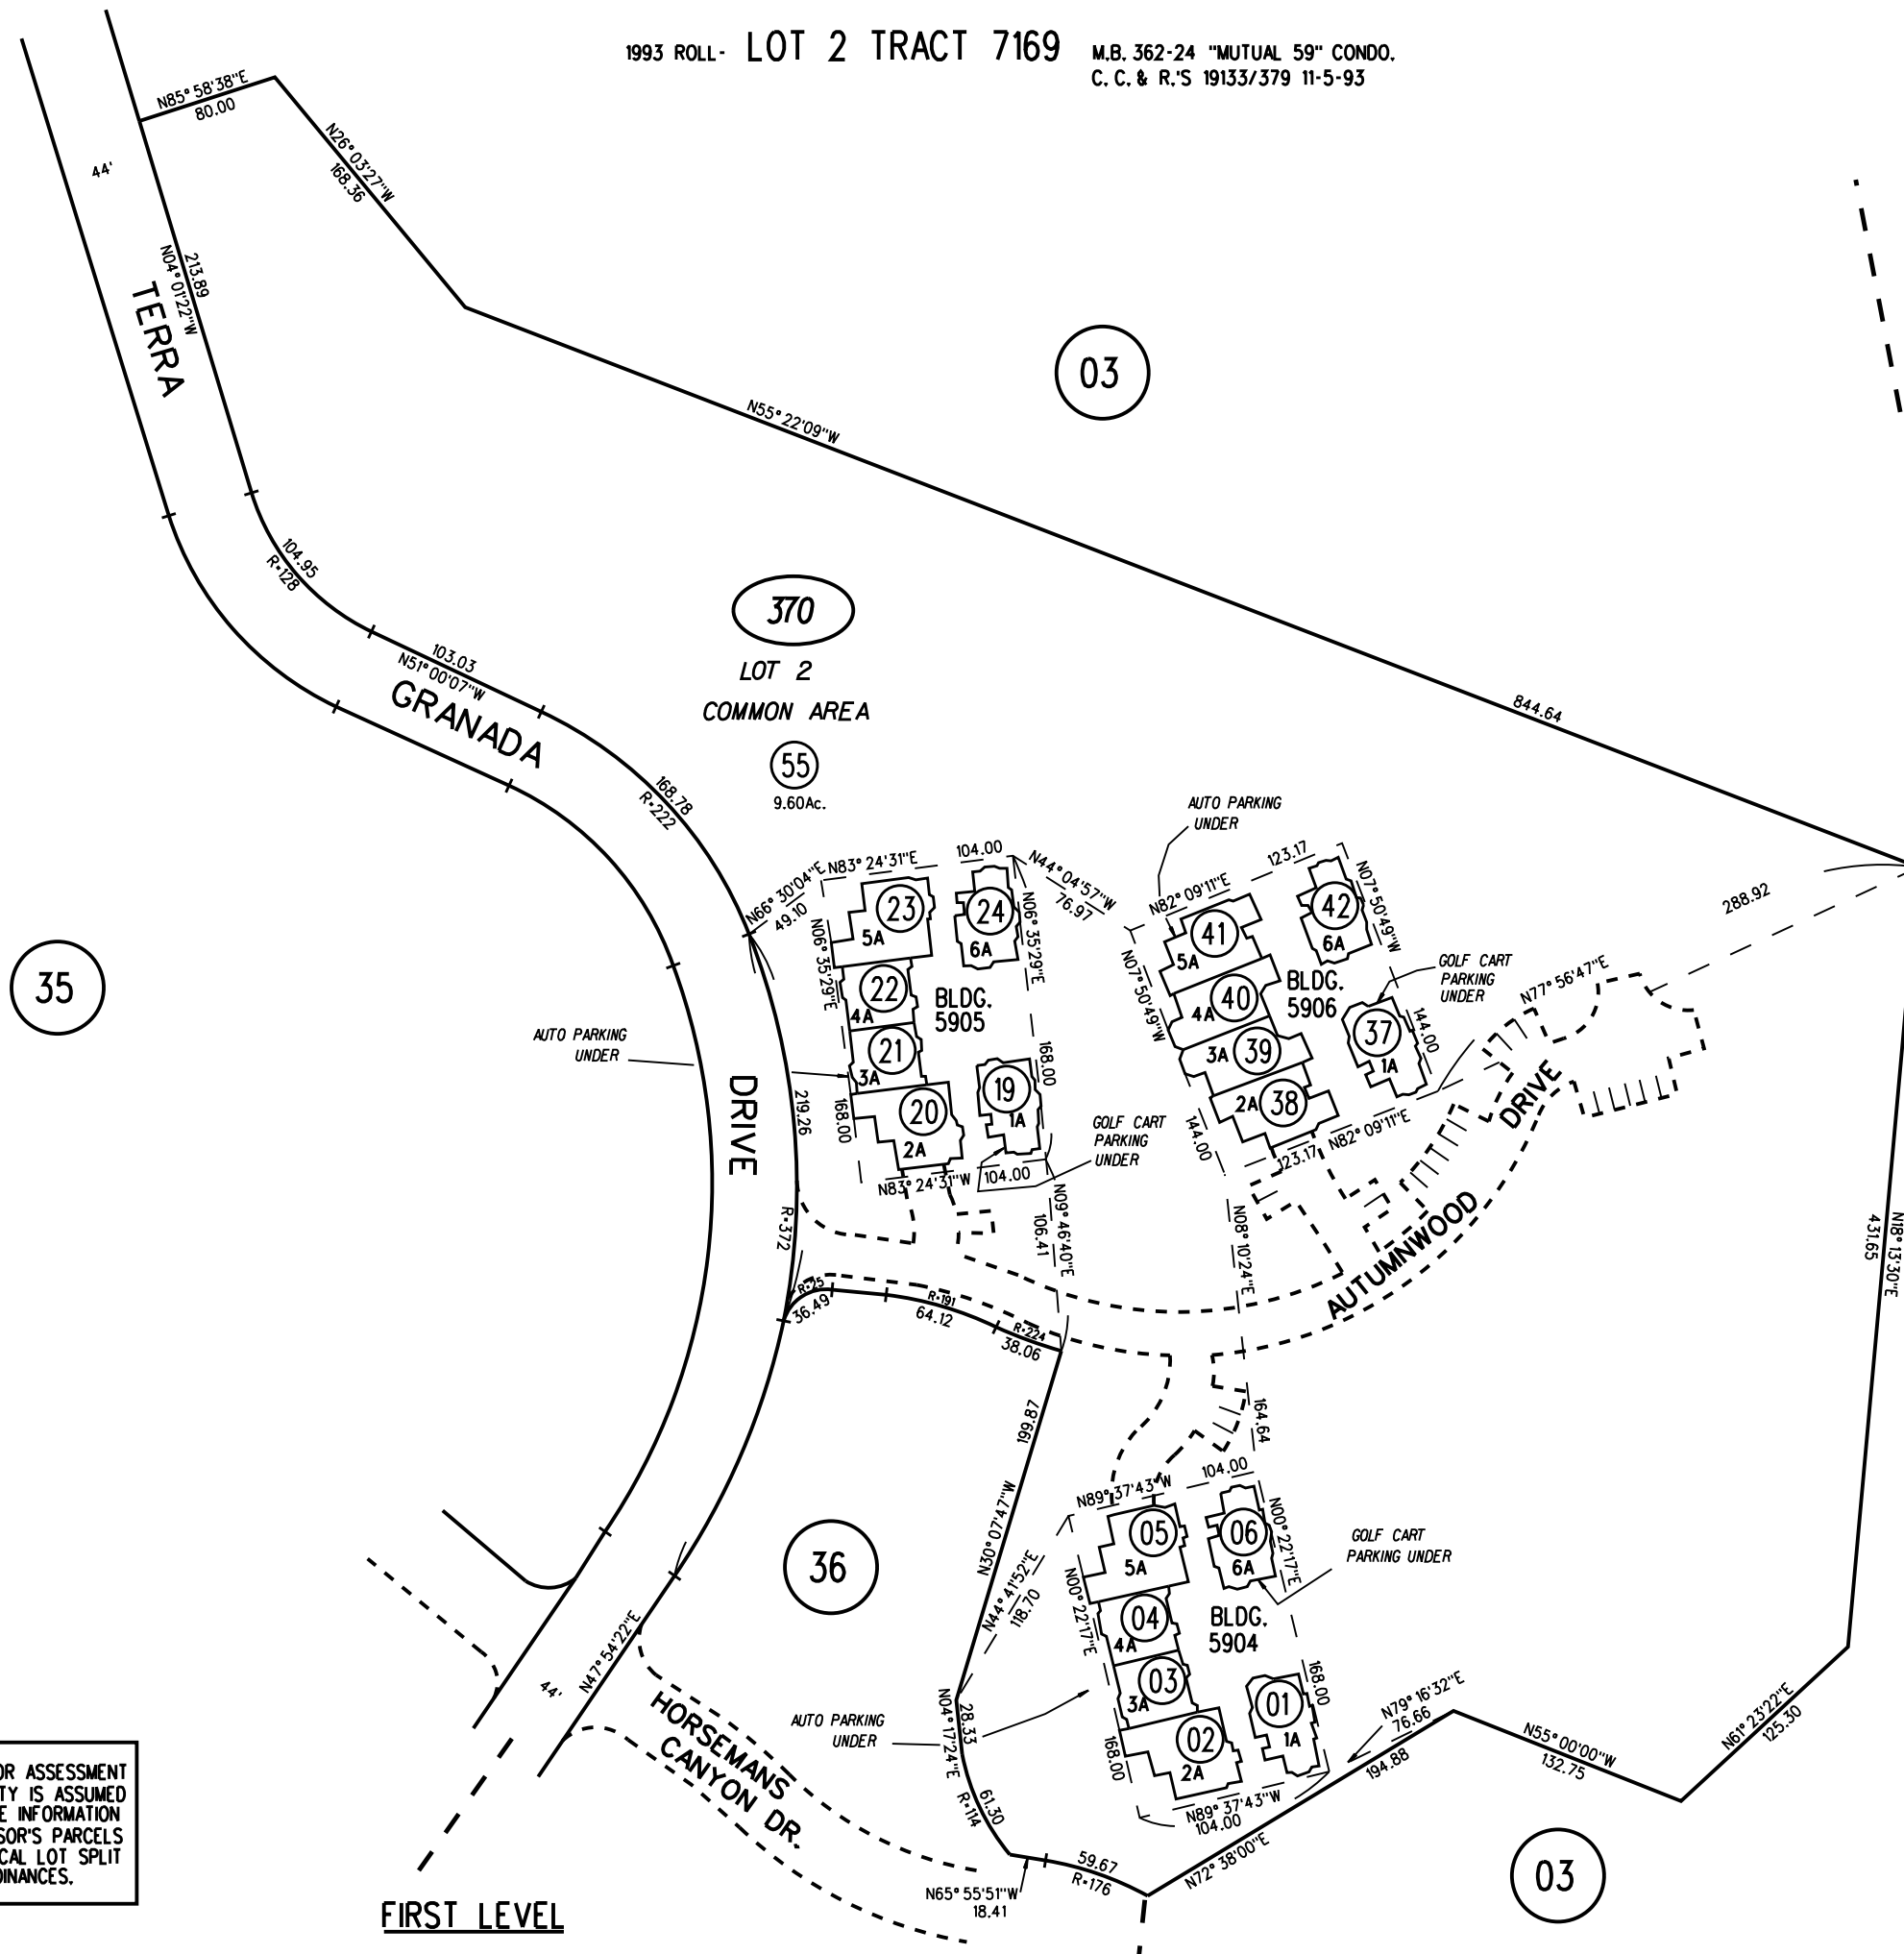 1993 ROLL- LOT 2 TRACT 7169 M.B. 362-24 "MUTUAL 59" CONDO.
C.C. & R.'S 19133/379 11-5-93
N85°58'38"E
80.00
N26°03'27"W
168.36
44'
213.89
N04°01'22"W
TERRA
03
N55°22'09"W
844.64
104.95
R=128
103.03
N51°00'07"W
GRANADA
370
LOT 2
COMMON AREA
55
9.60Ac.
168.78
R=222
35
N66°30'04"E
49.10
N83°24'31"E
104.00
N44°04'57"W
76.97
AUTO PARKING
UNDER
N82°09'11"E
123.17
N07°50'49"W
288.92
23
5A
24
6A
22
4A
21
3A
20
2A
19
1A
BLDG.
5905
N06°35'29"E
168.00
N06°35'29"E
168.00
N83°24'31"W
104.00
AUTO PARKING
UNDER
GOLF CART
PARKING
UNDER
41
5A
42
6A
40
4A
39
3A
38
2A
37
1A
BLDG.
5906
N07°50'49"W
144.00
144.00
GOLF CART
PARKING
UNDER
N77°56'47"E
N82°09'11"E
123.17
DRIVE
219.26
R=372
DRIVE
AUTUMNWOOD
N09°46'40"E
106.41
N08°10'24"E
164.64
R=25
36.49
R=191
64.12
R=224
38.06
431.65
N18°13'30"E
199.87
N30°07'47"W
N44°41'52"E
118.70
36
N89°37'43"W
104.00
N00°22'17"E
168.00
N00°22'17"E
168.00
05
5A
06
6A
04
4A
03
3A
02
2A
01
1A
BLDG.
5904
GOLF CART
PARKING UNDER
AUTO PARKING
UNDER
N89°37'43"W
104.00
N79°16'32"E
76.66
194.88
N72°38'00"E
N55°00'00"W
132.75
N61°23'22"E
125.30
N04°17'24"E
28.33
61.30
R=114
N65°55'51"W
18.41
59.67
R=176
N47°54'22"E
44'
HORSEMANS
CANYON DR.
03
OR ASSESSMENT
TY IS ASSUMED
E INFORMATION
SOR'S PARCELS
CAL LOT SPLIT
DINANCES.
FIRST LEVEL